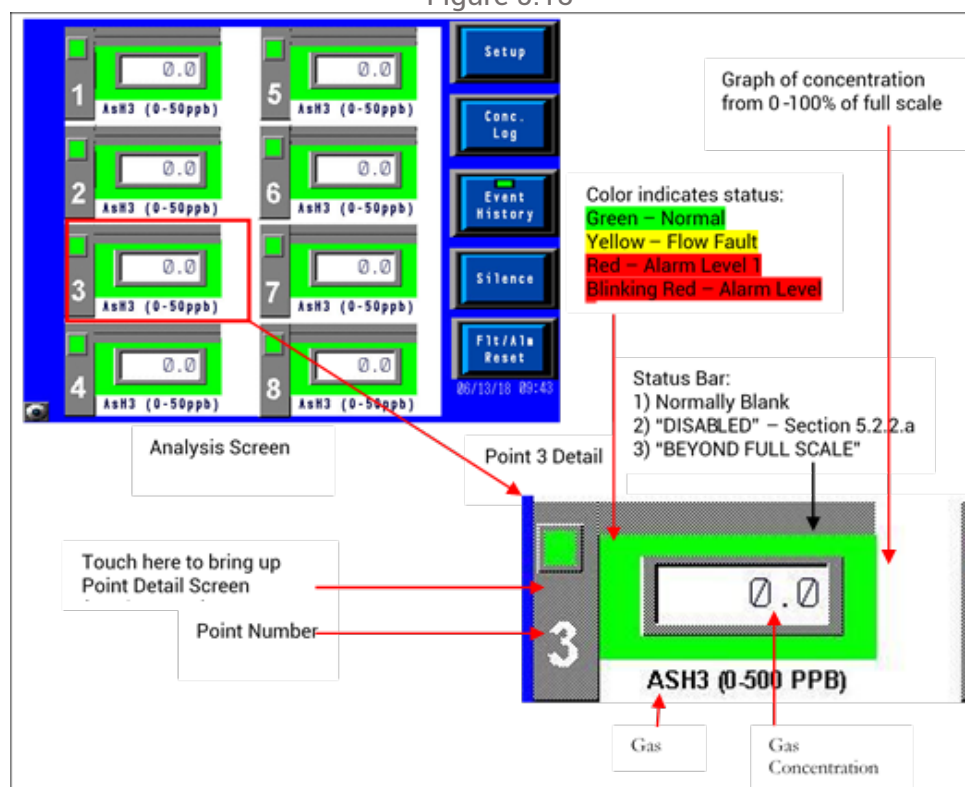 1
0.0
AsH3 (0-50ppb)
5
0.0
AsH3 (0-50ppb)
2
0.0
AsH3 (0-50ppb)
6
0.0
AsH3 (0-50ppb)
3
0.0
AsH3 (0-50ppb)
7
0.0
AsH3 (0-50ppb)
4
0.0
AsH3 (0-50ppb)
8
0.0
AsH3 (0-50ppb)
Setup
Conc.
Log
Event
History
Silence
Flt/Alm
Reset
06/13/18 09:43
Graph of concentration
from 0-100% of full scale
Color indicates status:
Green – Normal
Yellow – Flow Fault
Red – Alarm Level 1
Blinking Red – Alarm Level
Status Bar:
1) Normally Blank
2) "DISABLED" – Section 5.2.2.a
3) "BEYOND FULL SCALE"
Analysis Screen
Point 3 Detail
Touch here to bring up
Point Detail Screen
Point Number
3
0.0
ASH3 (0-500 PPB)
Gas
Gas
Concentration